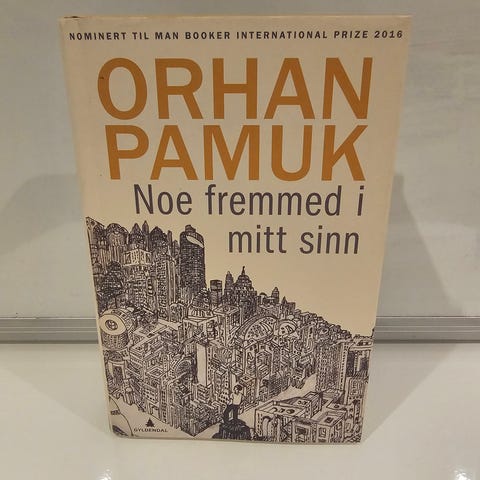 NOMINERT TIL MAN BOOKER INTERNATIONAL PRIZE 2016
ORHAN
PAMUK
Noe fremmed i
mitt sinn
GYLDENDAL